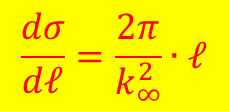 dσ/dℓ = 2π/k∞² · ℓ